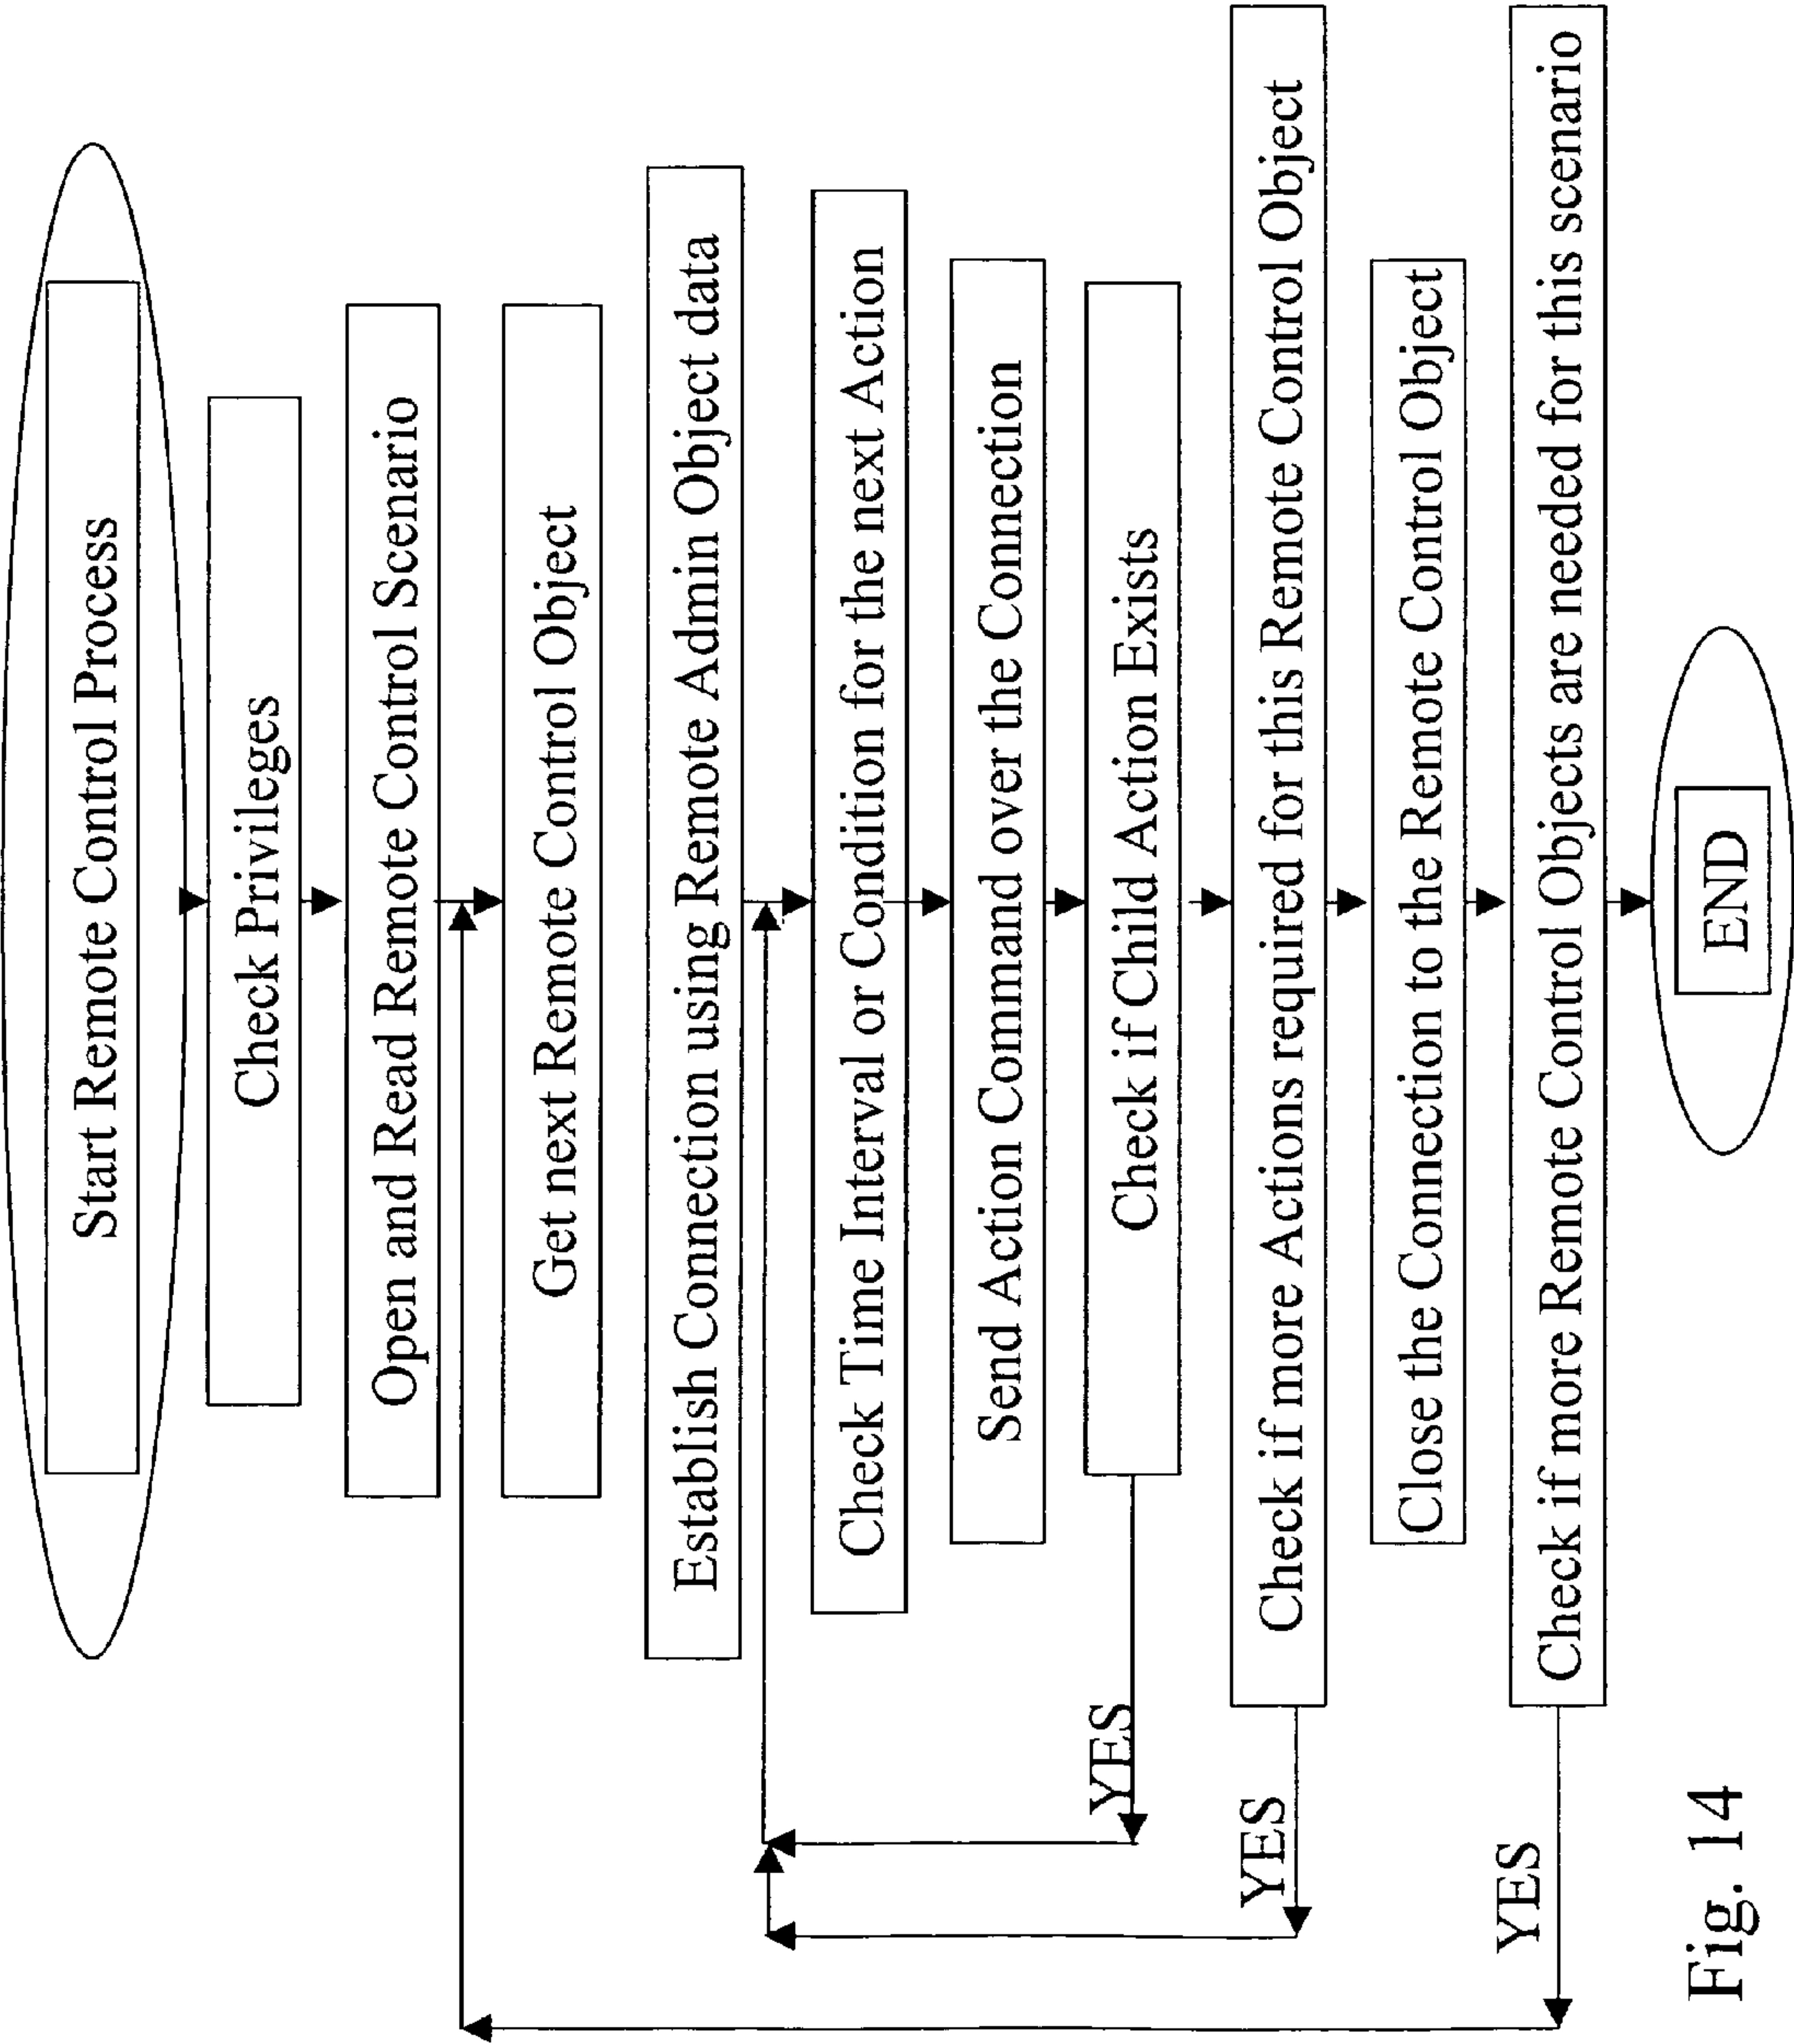 Start Remote Control Process
Check Privileges
Open and Read Remote Control Scenario
Get next Remote Control Object
Establish Connection using Remote Admin Object data
Check Time Interval or Condition for the next Action
Send Action Command over the Connection
Check if Child Action Exists
YES
Check if more Actions required for this Remote Control Object
YES
Close the Connection to the Remote Control Object
Check if more Remote Control Objects are needed for this scenario
YES
END
Fig. 14